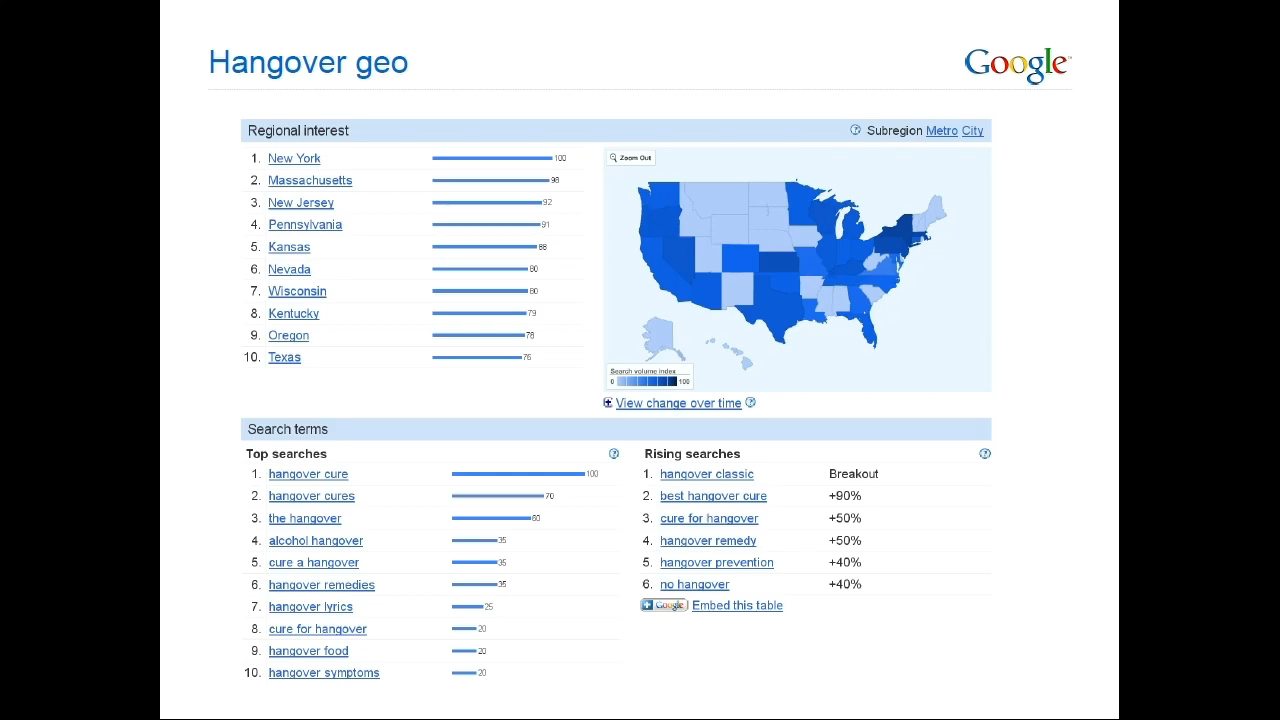 Hangover geo
Google
Regional interest
Subregion Metro City
1. New York 100
2. Massachusetts 98
3. New Jersey 92
4. Pennsylvania 91
5. Kansas 88
6. Nevada 80
7. Wisconsin 80
8. Kentucky 79
9. Oregon 78
10. Texas 76
Zoom Out
Search volume index
0 100
View change over time
Search terms
Top searches
1. hangover cure 100
2. hangover cures 70
3. the hangover 60
4. alcohol hangover 35
5. cure a hangover 35
6. hangover remedies 35
7. hangover lyrics 25
8. cure for hangover 20
9. hangover food 20
10. hangover symptoms 20
Rising searches
1. hangover classic Breakout
2. best hangover cure +90%
3. cure for hangover +50%
4. hangover remedy +50%
5. hangover prevention +40%
6. no hangover +40%
Google Embed this table